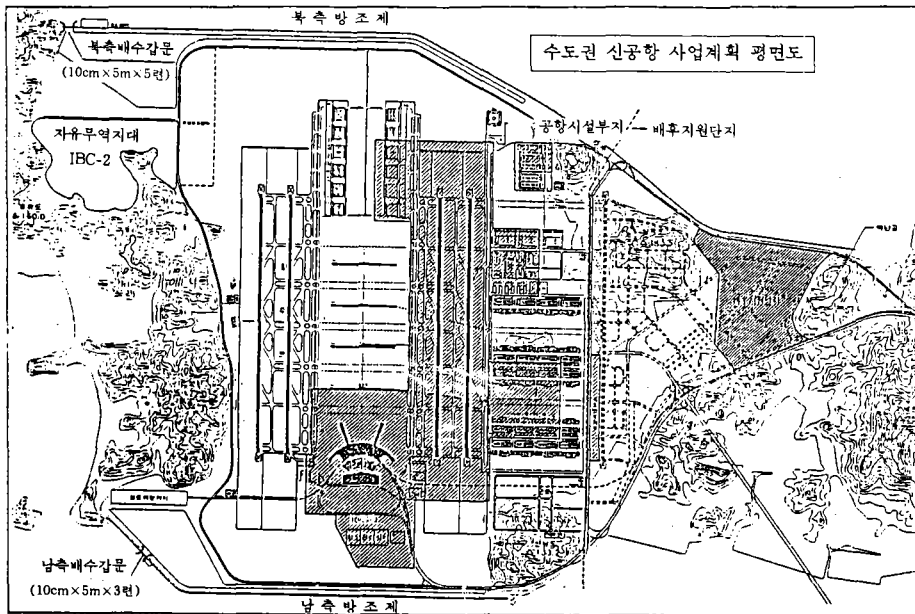 북측방조제
북측배수갑문
(10cm×5m×5련)
수도권 신공항 사업계획 평면도
공항시설부지
배후지원단지
자유무역지대
IBC-2
남측배수갑문
(10cm×5m×3련)
남측방조제